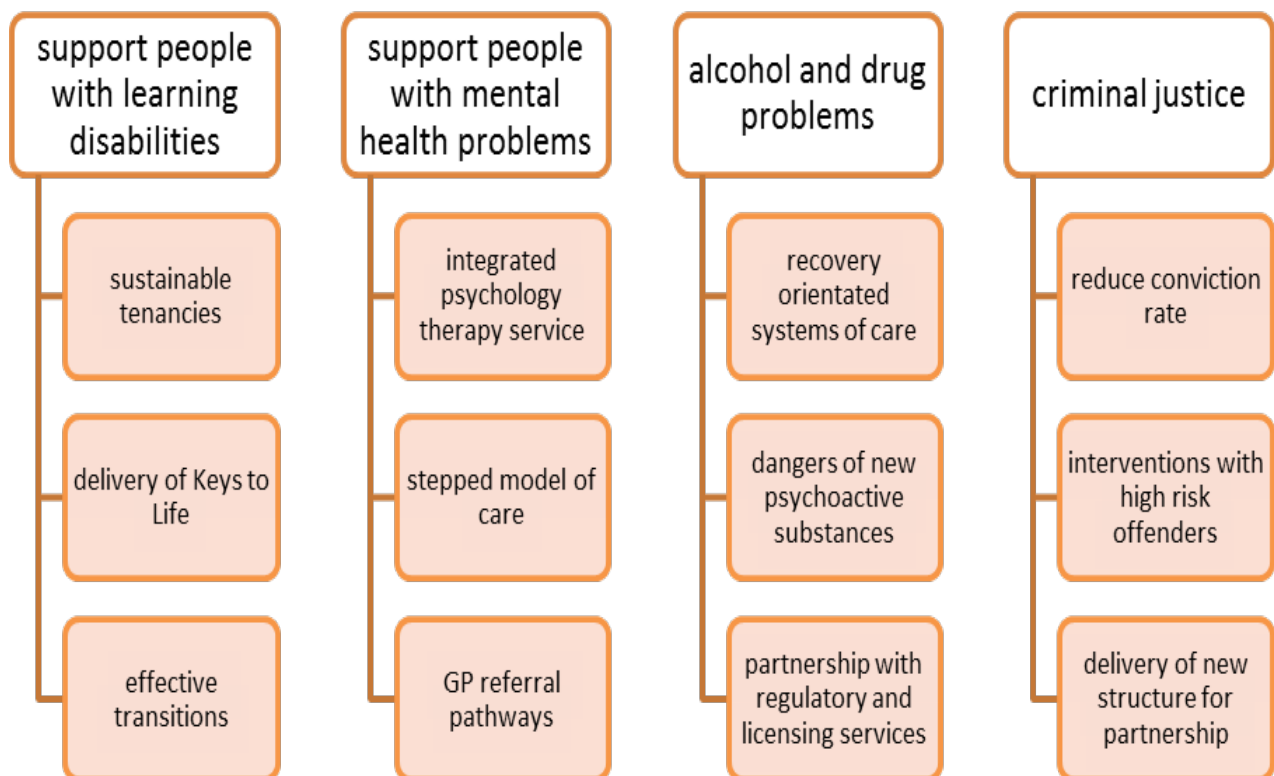 support people
with learning
disabilities
sustainable
tenancies
delivery of Keys to
Life
effective
transitions
support people
with mental
health problems
integrated
psychology
therapy service
stepped model of
care
GP referral
pathways
alcohol and drug
problems
recovery
orientated
systems of care
dangers of new
psychoactive
substances
partnership with
regulatory and
licensing services
criminal justice
reduce conviction
rate
interventions with
high risk
offenders
delivery of new
structure for
partnership